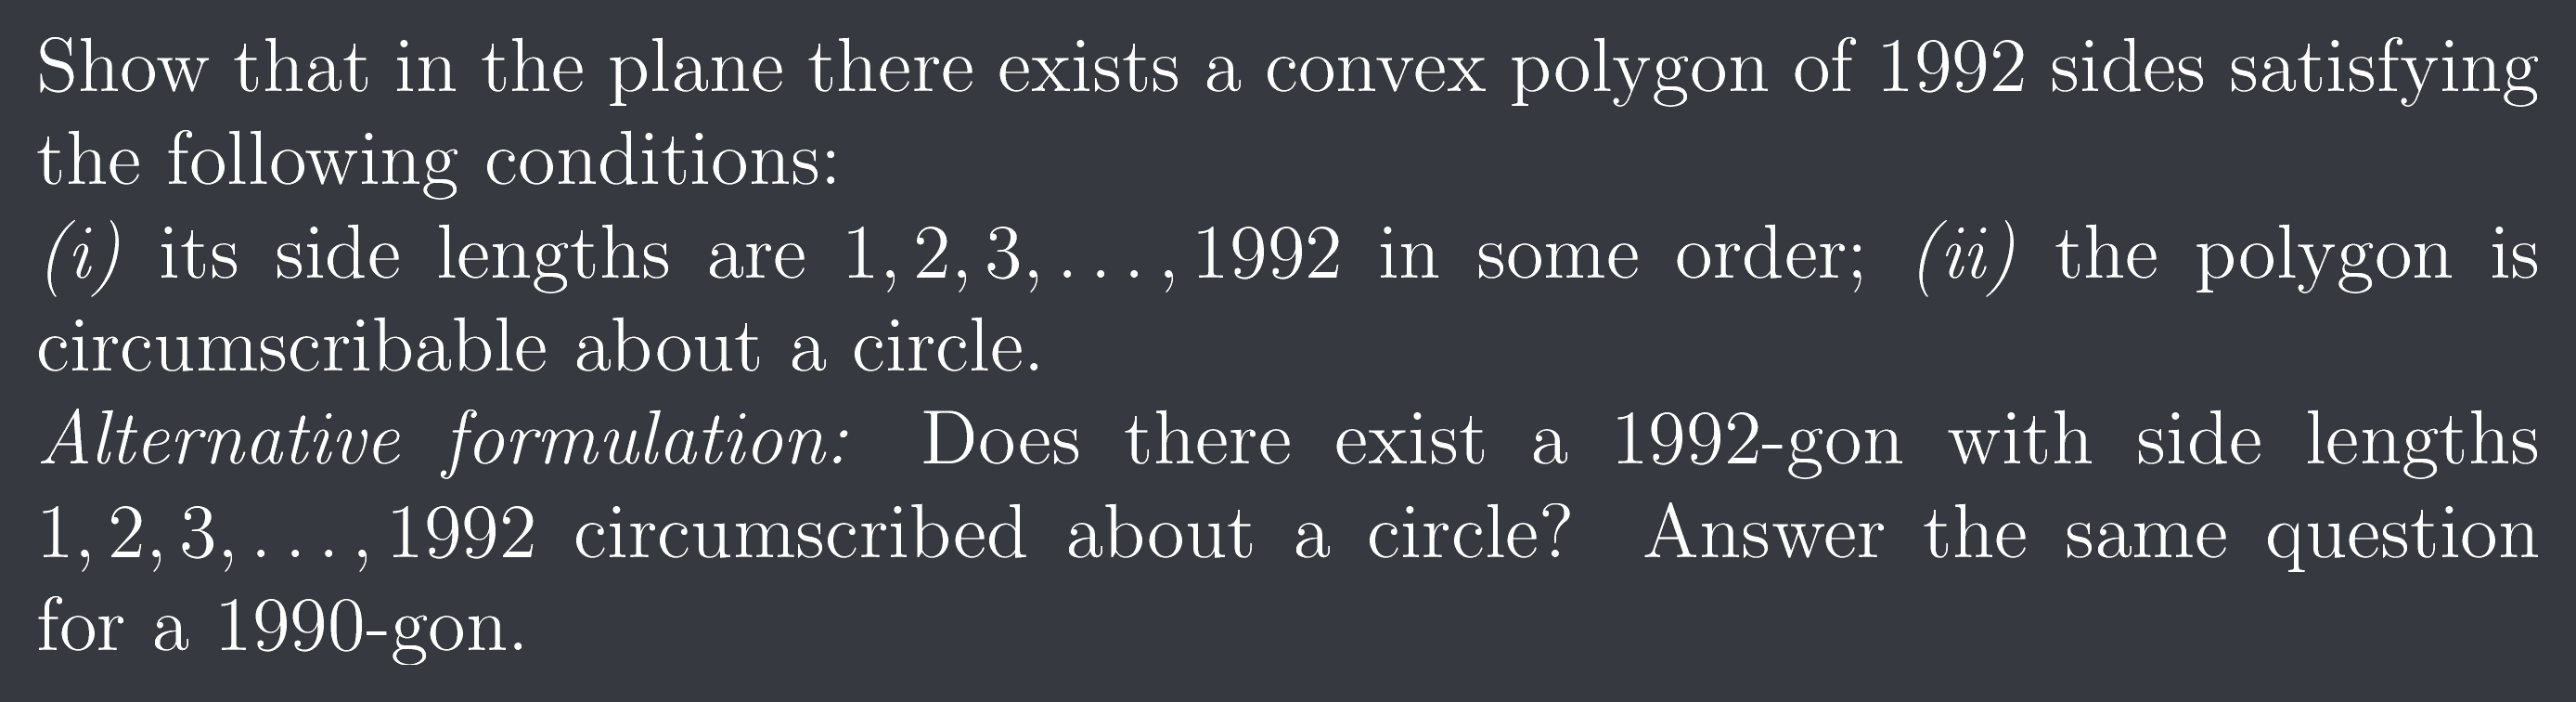 Show that in the plane there exists a convex polygon of 1992 sides satisfying
the following conditions:
(i) its side lengths are 1, 2, 3, . . . , 1992 in some order; (ii) the polygon is
circumscribable about a circle.
Alternative formulation: Does there exist a 1992-gon with side lengths
1, 2, 3, . . . , 1992 circumscribed about a circle? Answer the same question
for a 1990-gon.